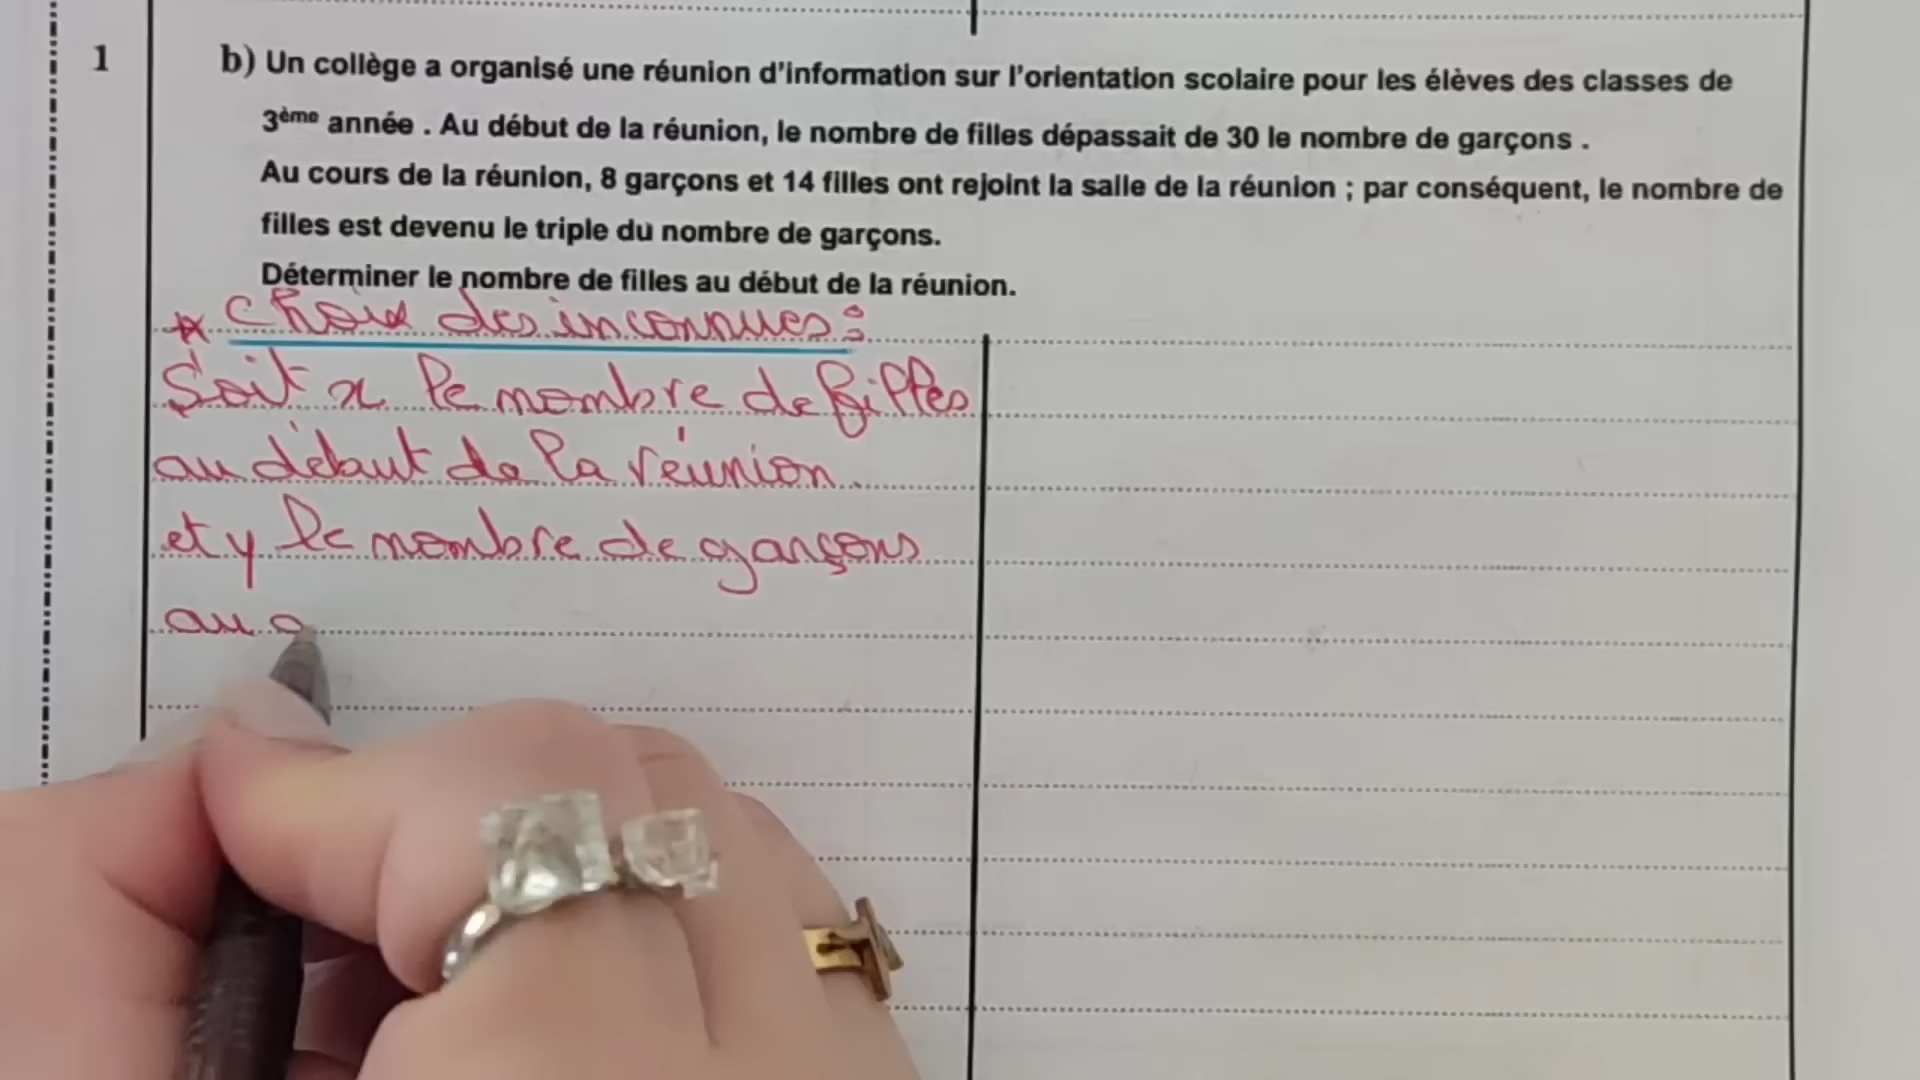 1
b) Un collège a organisé une réunion d'information sur l'orientation scolaire pour les élèves des classes de
3ème année . Au début de la réunion, le nombre de filles dépassait de 30 le nombre de garçons .
Au cours de la réunion, 8 garçons et 14 filles ont rejoint la salle de la réunion ; par conséquent, le nombre de
filles est devenu le triple du nombre de garçons.
Déterminer le nombre de filles au début de la réunion.
* choix des inconnues :
Soit x le nombre de filles
au début de la réunion.
et y le nombre de garçons
au